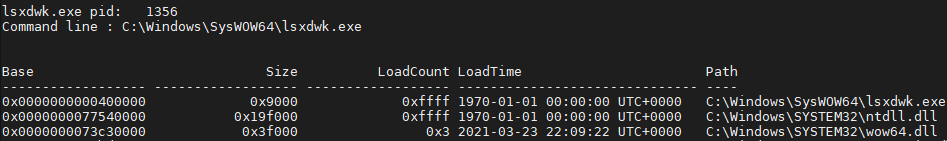 lsxdwk.exe pid:   1356
Command line : C:\Windows\SysWOW64\lsxdwk.exe
Base                             Size          LoadCount LoadTime                       Path
------------------ ------------------ ------------------ ------------------------------ ----
0x0000000000400000             0x9000             0xffff 1970-01-01 00:00:00 UTC+0000   C:\Windows\SysWOW64\lsxdwk.exe
0x0000000077540000           0x19f000             0xffff 1970-01-01 00:00:00 UTC+0000   C:\Windows\SYSTEM32\ntdll.dll
0x0000000073c30000            0x3f000                0x3 2021-03-23 22:09:22 UTC+0000   C:\Windows\SYSTEM32\wow64.dll